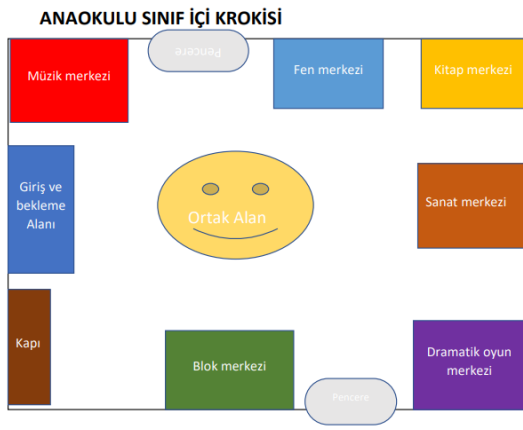 ANAOKULU SINIF İÇİ KROKİSİ
Pencere
Müzik merkezi
Fen merkezi
Kitap merkezi
Giriş ve
bekleme
Alanı
Ortak Alan
Sanat merkezi
Kapı
Blok merkezi
Dramatik oyun
merkezi
Pencere